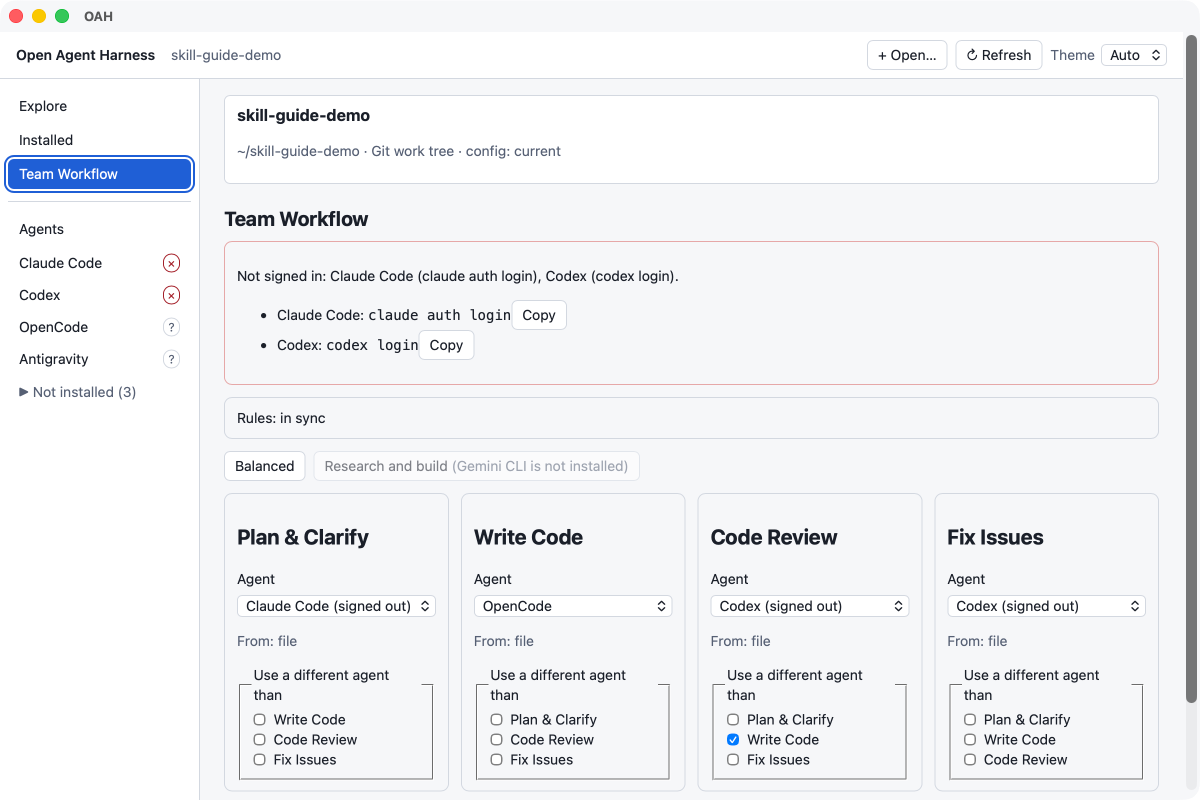 OAH
Open Agent Harness skill-guide-demo + Open... Refresh Theme Auto
Explore
Installed
Team Workflow
Agents
Claude Code
Codex
OpenCode ?
Antigravity ?
Not installed (3)
skill-guide-demo
~/skill-guide-demo · Git work tree · config: current
Team Workflow
Not signed in: Claude Code (claude auth login), Codex (codex login).
• Claude Code: claude auth login Copy
• Codex: codex login Copy
Rules: in sync
Balanced Research and build (Gemini CLI is not installed)
Plan & Clarify
Agent
Claude Code (signed out)
From: file
Use a different agent
than
Write Code
Code Review
Fix Issues
Write Code
Agent
OpenCode
From: file
Use a different agent
than
Plan & Clarify
Code Review
Fix Issues
Code Review
Agent
Codex (signed out)
From: file
Use a different agent
than
Plan & Clarify
Write Code
Fix Issues
Fix Issues
Agent
Codex (signed out)
From: file
Use a different agent
than
Plan & Clarify
Write Code
Code Review